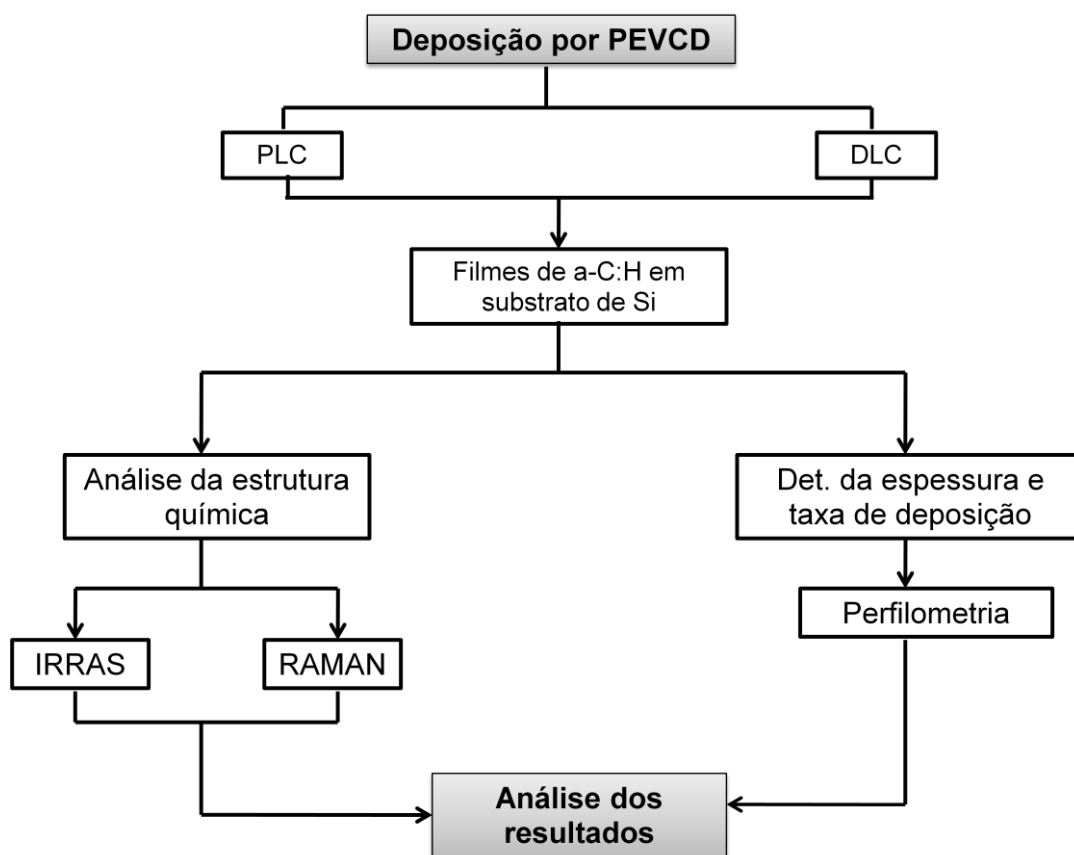 Deposição por PEVCD
PLC
DLC
Filmes de a-C:H em
substrato de Si
Análise da estrutura
química
Det. da espessura e
taxa de deposição
IRRAS
RAMAN
Perfilometria
Análise dos
resultados